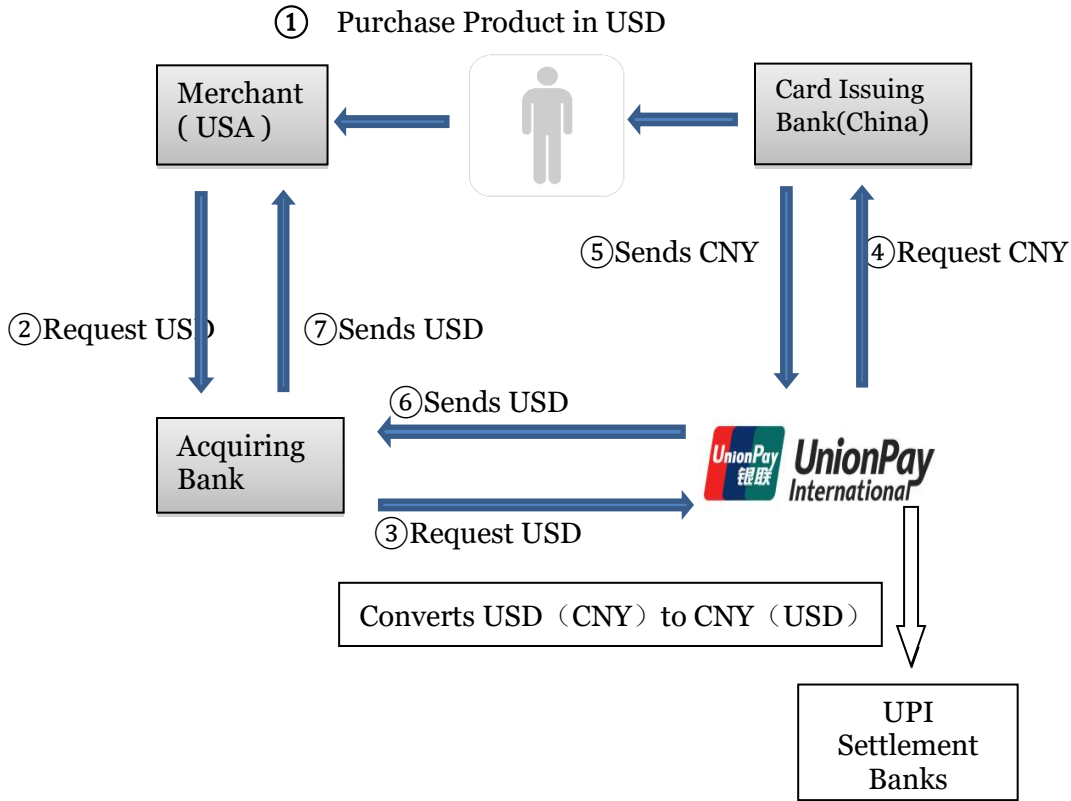 ① Purchase Product in USD
Merchant
( USA )
Card Issuing
Bank(China)
⑤Sends CNY
④Request CNY
②Request USD
⑦Sends USD
⑥Sends USD
Acquiring
Bank
UnionPay
银联
UnionPay
International
③Request USD
Converts USD（CNY）to CNY（USD）
UPI
Settlement
Banks